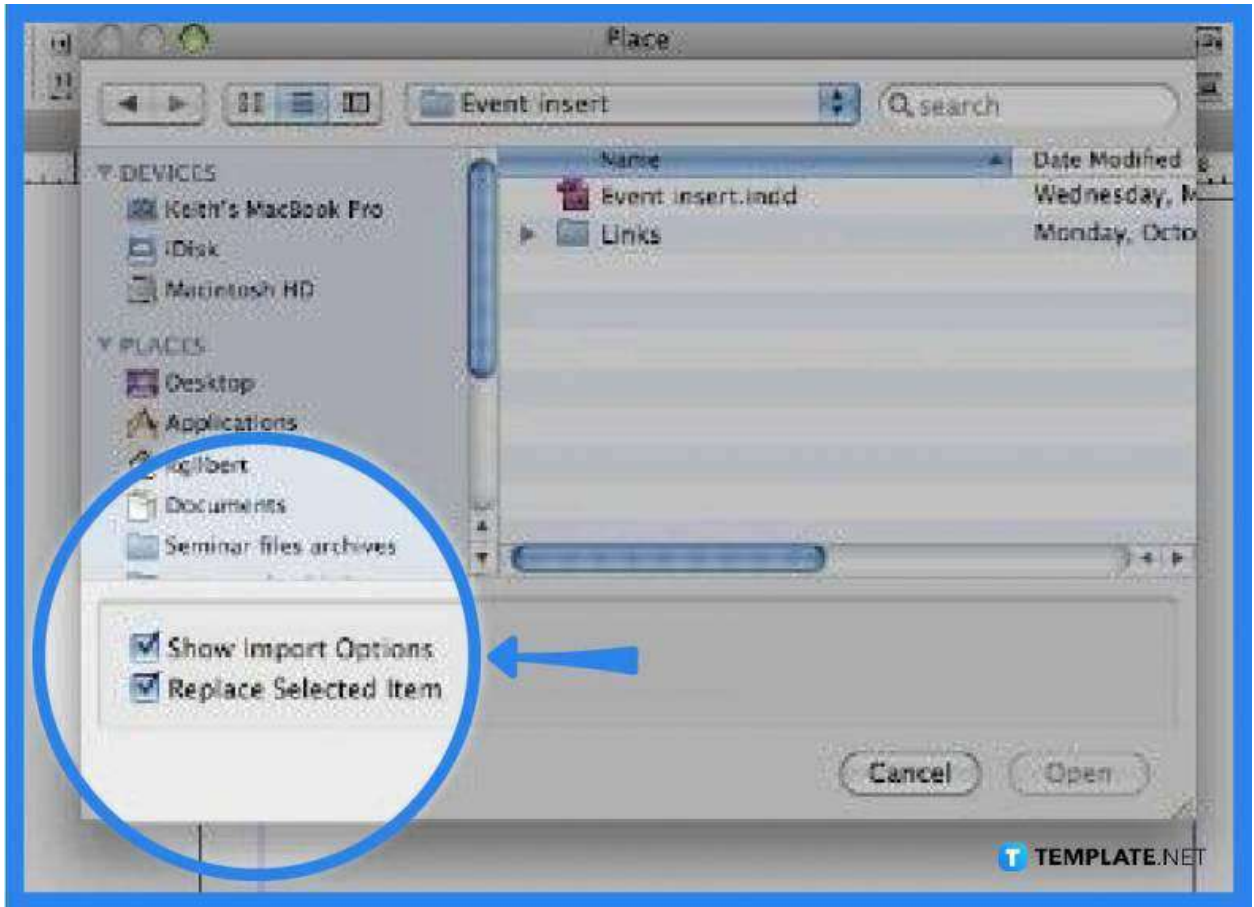 Place
Event insert
search
DEVICES
Keith's MacBook Pro
iDisk
Macintosh HD
PLACES
Desktop
Applications
kgilbert
Documents
Seminar files archives
Name
Date Modified
Event insert.indd
Wednesday, M
Links
Monday, Octo
Show Import Options
Replace Selected Item
Cancel
Open
T TEMPLATE.NET